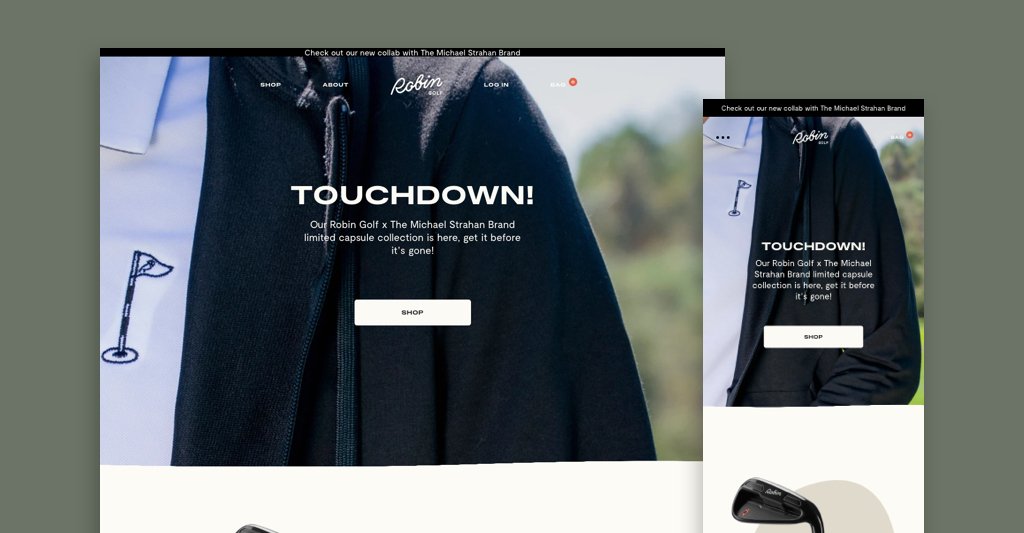 Check out our new collab with The Michael Strahan Brand
SHOP
ABOUT
Robin
GOLF
LOG IN
BAG
TOUCHDOWN!
Our Robin Golf x The Michael Strahan Brand
limited capsule collection is here, get it before
it's gone!
SHOP
Check out our new collab with The Michael Strahan Brand
Robin
GOLF
BAG
TOUCHDOWN!
Our Robin Golf x The Michael
Strahan Brand limited capsule
collection is here, get it before
it's gone!
SHOP
Robin